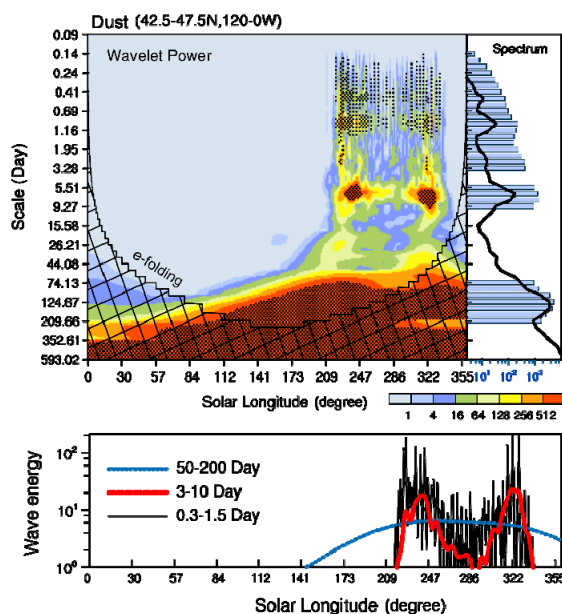 Dust (42.5-47.5N,120-0W)
Wavelet Power
Spectrum
Scale (Day)
0.09
0.14
0.24
0.41
0.69
1.16
1.95
3.28
5.51
9.27
15.58
26.21
44.08
74.13
124.67
209.66
352.61
593.02
e-folding
0 30 57 84 112 141 173 209 247 286 322 355
10¹ 10² 10³
Solar Longitude (degree)
1 4 16 64 128 256 512
Wave energy
10²
10¹
10⁰
50-200 Day
3-10 Day
0.3-1.5 Day
0 30 57 84 112 141 173 209 247 286 322 355
Solar Longitude (degree)